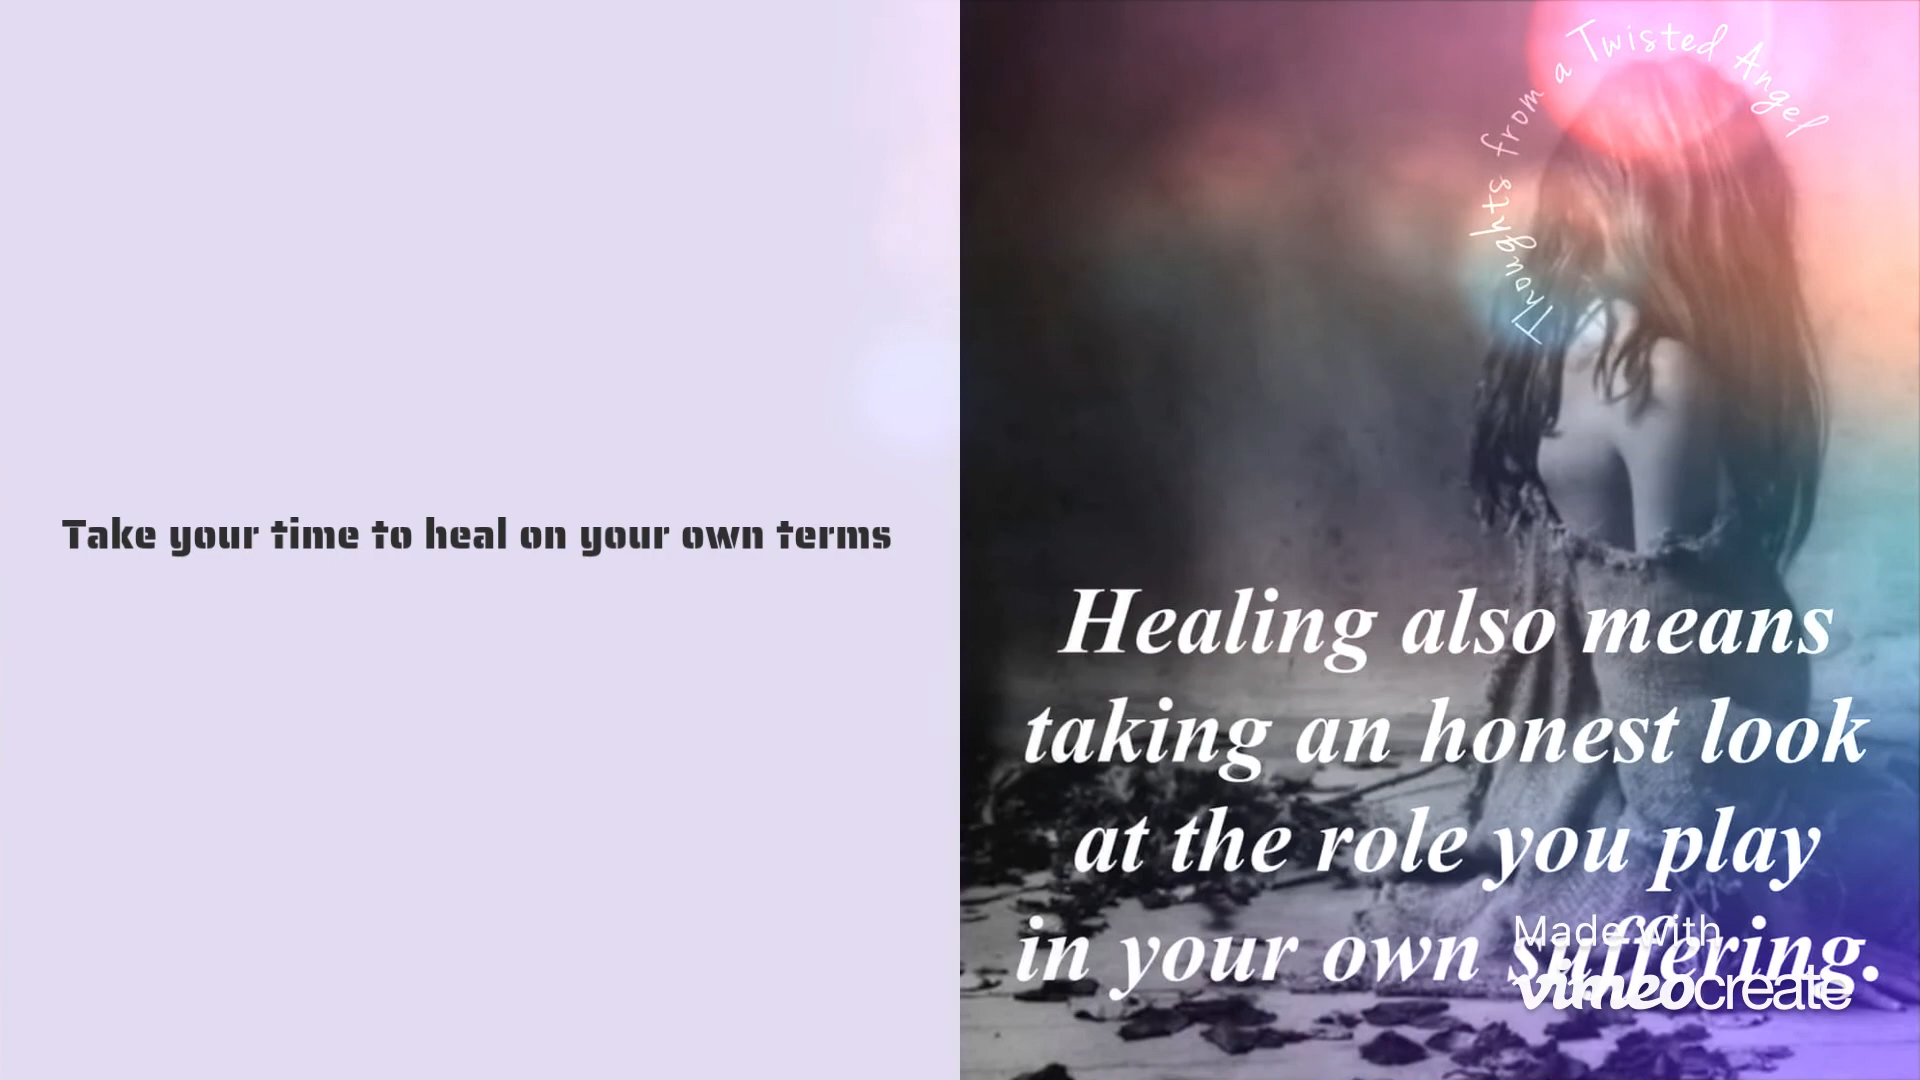 Take your time to heal on your own terms
Thoughts from a Twisted Angel
Healing also means
taking an honest look
at the role you play
in your own suffering.
Made with
vimeocreate